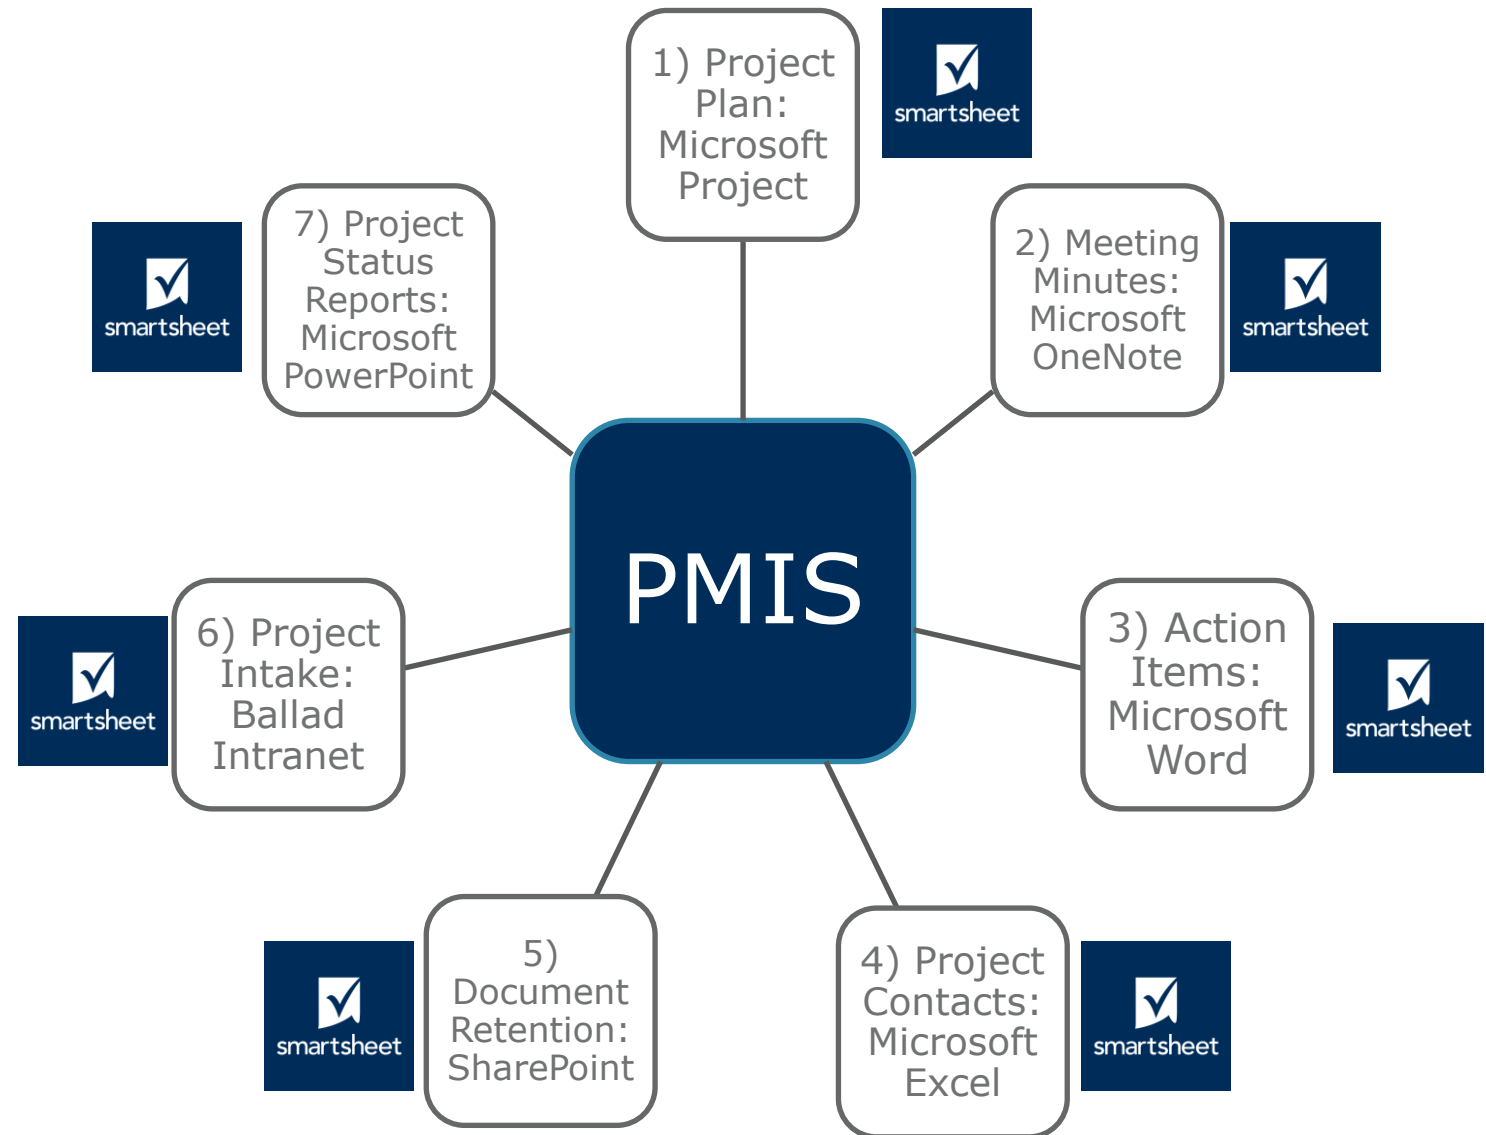 1) Project
Plan:
Microsoft
Project
smartsheet
2) Meeting
Minutes:
Microsoft
OneNote
smartsheet
3) Action
Items:
Microsoft
Word
smartsheet
4) Project
Contacts:
Microsoft
Excel
smartsheet
5)
Document
Retention:
SharePoint
smartsheet
6) Project
Intake:
Ballad
Intranet
smartsheet
7) Project
Status
Reports:
Microsoft
PowerPoint
smartsheet
PMIS